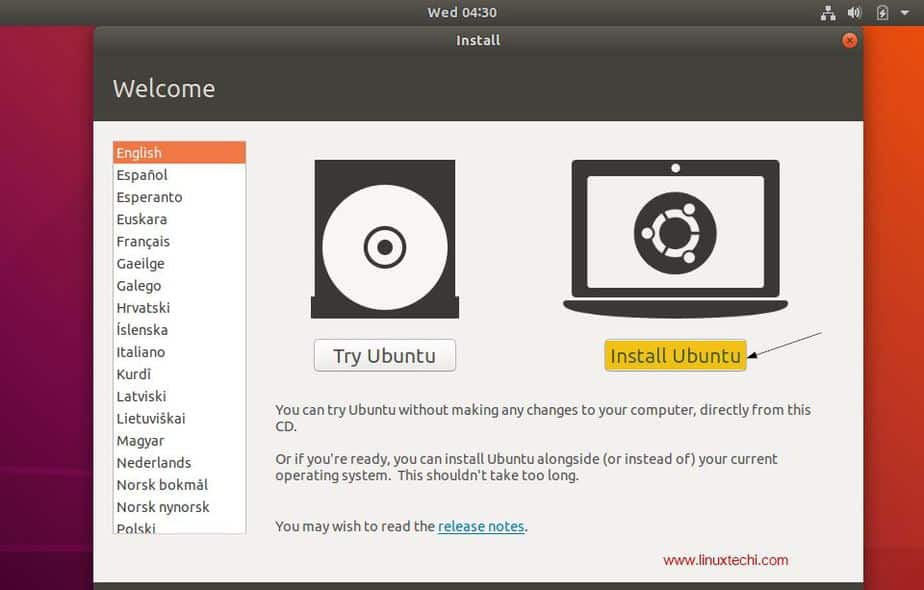 Wed 04:30
Install
Welcome
English
Español
Esperanto
Euskara
Français
Gaeilge
Galego
Hrvatski
Íslenska
Italiano
Kurdî
Latviski
Lietuviškai
Magyar
Nederlands
Norsk bokmål
Norsk nynorsk
Polski
Try Ubuntu
Install Ubuntu
You can try Ubuntu without making any changes to your computer, directly from this
CD.
Or if you're ready, you can install Ubuntu alongside (or instead of) your current
operating system. This shouldn't take too long.
You may wish to read the release notes.
www.linuxtechi.com